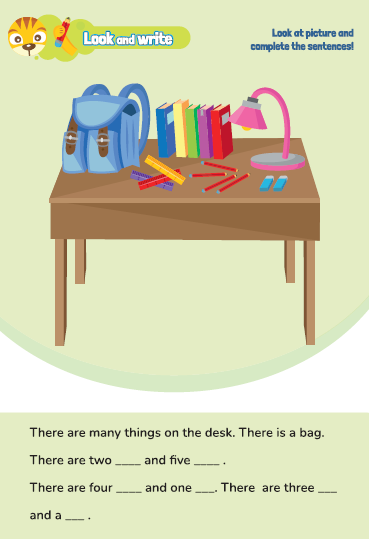 Look and write
Look at picture and
complete the sentences!
There are many things on the desk. There is a bag.
There are two ____ and five ____ .
There are four ____ and one ___. There  are three ___
and a ___ .